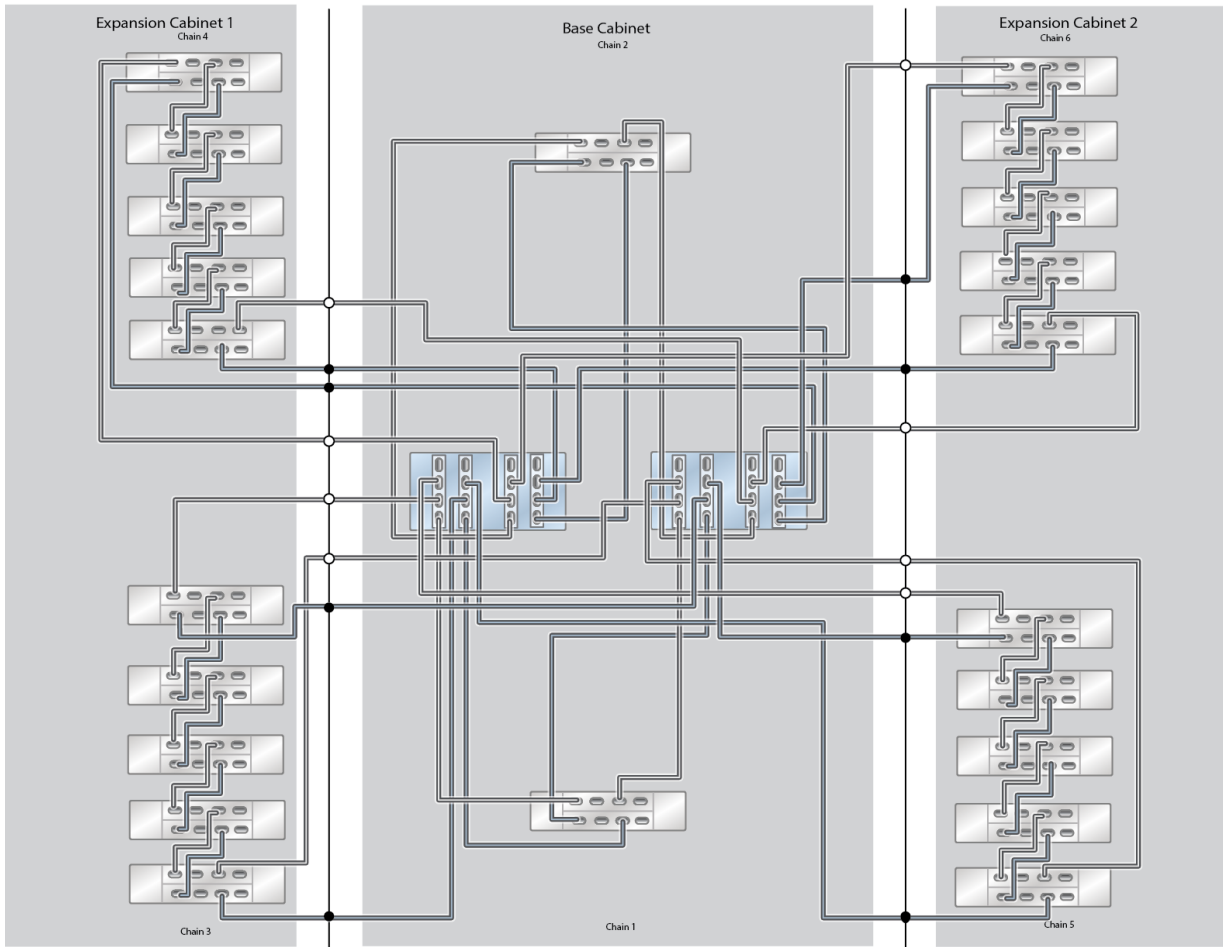 Expansion Cabinet 1
Chain 4
Base Cabinet
Chain 2
Expansion Cabinet 2
Chain 6
Chain 3
Chain 1
Chain 5